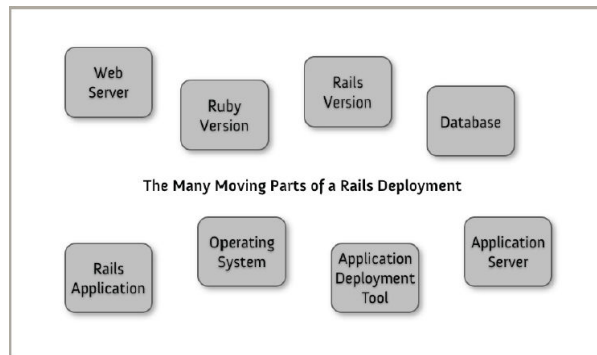 Web
Server
Ruby
Version
Rails
Version
Database
The Many Moving Parts of a Rails Deployment
Rails
Application
Operating
System
Application
Deployment
Tool
Application
Server